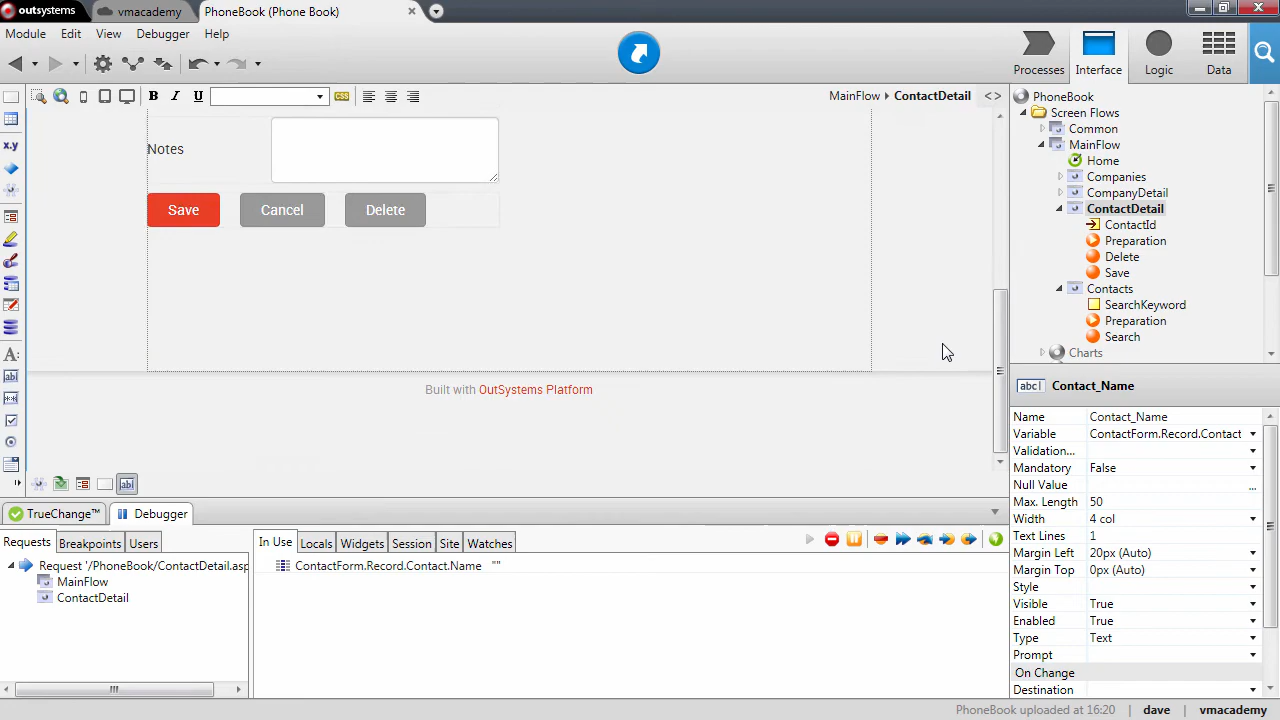 outsystems
vmacademy
PhoneBook (Phone Book)
Module
Edit
View
Debugger
Help
Processes
Interface
Logic
Data
B
I
U
CSS
MainFlow
ContactDetail
<>
x.y
Notes
Save
Cancel
Delete
Built with OutSystems Platform
PhoneBook
Screen Flows
Common
MainFlow
Home
Companies
CompanyDetail
ContactDetail
ContactId
Preparation
Delete
Save
Contacts
SearchKeyword
Preparation
Search
Charts
Contact_Name
Name Contact_Name
Variable ContactForm.Record.Contact
Validation...
Mandatory False
Null Value ...
Max. Length 50
Width 4 col
Text Lines 1
Margin Left 20px (Auto)
Margin Top 0px (Auto)
Style
Visible True
Enabled True
Type Text
Prompt
On Change
Destination
TrueChange™
Debugger
Requests
Breakpoints
Users
Request '/PhoneBook/ContactDetail.asp
MainFlow
ContactDetail
In Use
Locals
Widgets
Session
Site
Watches
ContactForm.Record.Contact.Name ""
PhoneBook uploaded at 16:20
dave
vmacademy